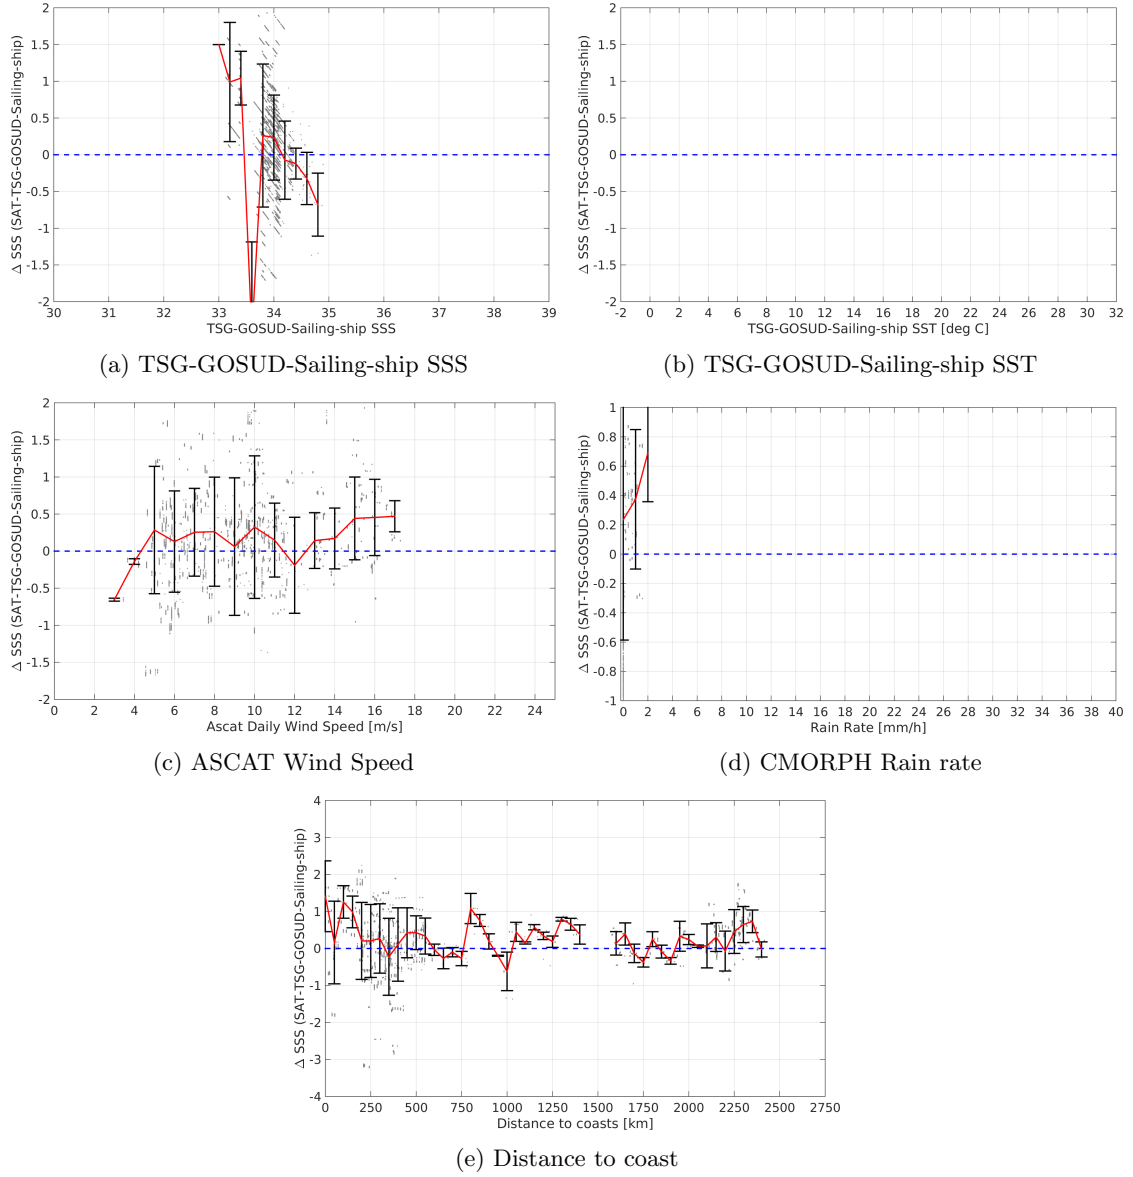 2
1.5
1
0.5
0
-0.5
-1
-1.5
-2
30 31 32 33 34 35 36 37 38 39
Δ SSS (SAT-TSG-GOSUD-Sailing-ship)
TSG-GOSUD-Sailing-ship SSS
(a) TSG-GOSUD-Sailing-ship SSS
2
1.5
1
0.5
0
-0.5
-1
-1.5
-2
-2 0 2 4 6 8 10 12 14 16 18 20 22 24 26 28 30 32
Δ SSS (SAT-TSG-GOSUD-Sailing-ship)
TSG-GOSUD-Sailing-ship SST [deg C]
(b) TSG-GOSUD-Sailing-ship SST
2
1.5
1
0.5
0
-0.5
-1
-1.5
-2
0 2 4 6 8 10 12 14 16 18 20 22 24
Δ SSS (SAT-TSG-GOSUD-Sailing-ship)
Ascat Daily Wind Speed [m/s]
(c) ASCAT Wind Speed
1
0.8
0.6
0.4
0.2
0
-0.2
-0.4
-0.6
-0.8
-1
0 2 4 6 8 10 12 14 16 18 20 22 24 26 28 30 32 34 36 38 40
Δ SSS (SAT-TSG-GOSUD-Sailing-ship)
Rain Rate [mm/h]
(d) CMORPH Rain rate
4
3
2
1
0
-1
-2
-3
-4
0 250 500 750 1000 1250 1500 1750 2000 2250 2500 2750
Δ SSS (SAT-TSG-GOSUD-Sailing-ship)
Distance to coasts [km]
(e) Distance to coast